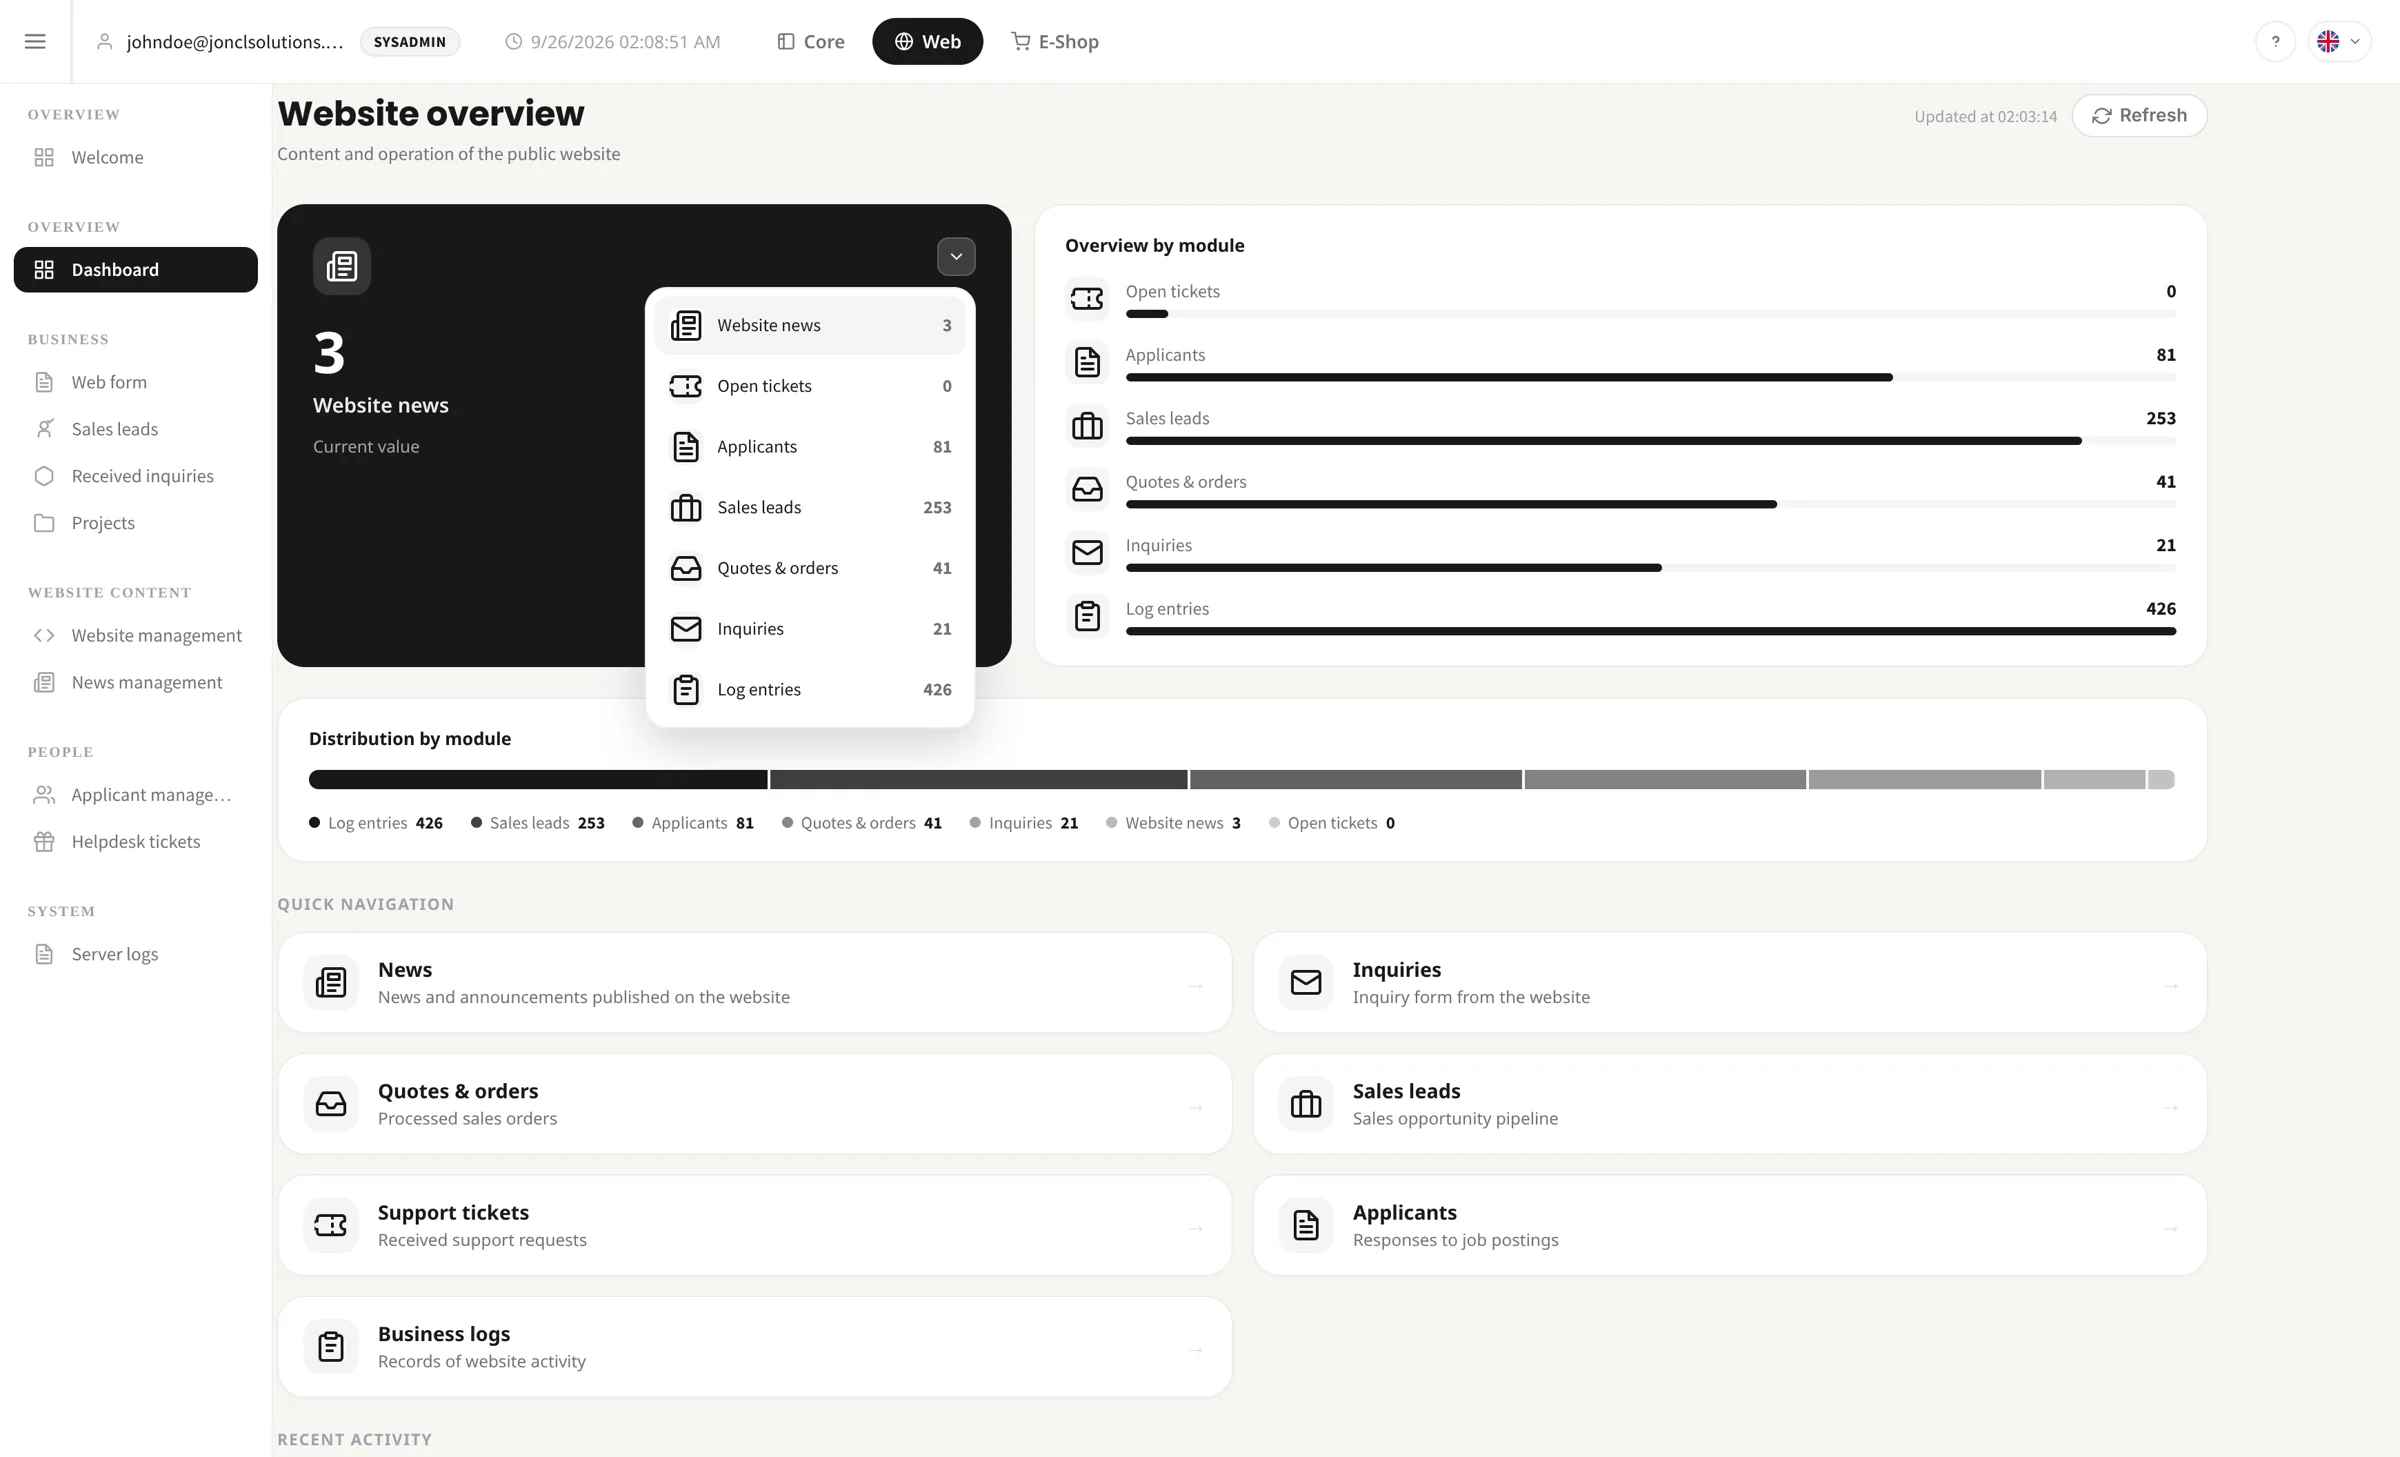 johndoe@jonclsolutions.… SYSADMIN 9/26/2026 02:08:51 AM Core Web E-Shop ?
OVERVIEW
Welcome
OVERVIEW
Dashboard
BUSINESS
Web form
Sales leads
Received inquiries
Projects
WEBSITE CONTENT
Website management
News management
PEOPLE
Applicant manage…
Helpdesk tickets
SYSTEM
Server logs
Website overview
Content and operation of the public website
Updated at 02:03:14 Refresh
3
Website news
Current value
Website news 3
Open tickets 0
Applicants 81
Sales leads 253
Quotes & orders 41
Inquiries 21
Log entries 426
Overview by module
Open tickets 0
Applicants 81
Sales leads 253
Quotes & orders 41
Inquiries 21
Log entries 426
Distribution by module
Log entries 426 Sales leads 253 Applicants 81 Quotes & orders 41 Inquiries 21 Website news 3 Open tickets 0
QUICK NAVIGATION
News
News and announcements published on the website
→
Inquiries
Inquiry form from the website
→
Quotes & orders
Processed sales orders
→
Sales leads
Sales opportunity pipeline
→
Support tickets
Received support requests
→
Applicants
Responses to job postings
→
Business logs
Records of website activity
→
RECENT ACTIVITY